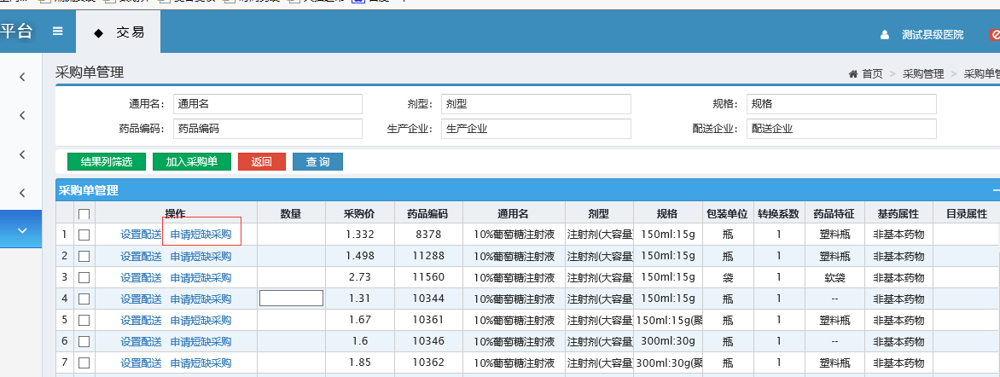 平台 ◆ 交易 测试县级医院
采购单管理 首页 > 采购管理 > 采购单管
通用名: 通用名 剂型: 剂型 规格: 规格
药品编码: 药品编码 生产企业: 生产企业 配送企业: 配送企业
结果列筛选 加入采购单 返回 查 询
采购单管理
操作 数量 采购价 药品编码 通用名 剂型 规格 包装单位 转换系数 药品特征 基药属性 目录属性
1 设置配送 申请短缺采购 1.332 8378 10%葡萄糖注射液 注射剂(大容量 150ml:15g 瓶 1 塑料瓶 非基本药物
2 设置配送 申请短缺采购 1.498 11288 10%葡萄糖注射液 注射剂(大容量 150ml:15g 瓶 1 塑料瓶 非基本药物
3 设置配送 申请短缺采购 2.73 11560 10%葡萄糖注射液 注射剂(大容量 150ml:15g 袋 1 软袋 非基本药物
4 设置配送 申请短缺采购 1.31 10344 10%葡萄糖注射液 注射剂(大容量 150ml:15g 瓶 1 -- 非基本药物
5 设置配送 申请短缺采购 1.67 10361 10%葡萄糖注射液 注射剂(大容量 150ml:15g(聚 瓶 1 塑料瓶 非基本药物
6 设置配送 申请短缺采购 1.6 10346 10%葡萄糖注射液 注射剂(大容量 300ml:30g 瓶 1 -- 非基本药物
7 设置配送 申请短缺采购 1.85 10362 10%葡萄糖注射液 注射剂(大容量 300ml:30g(聚 瓶 1 塑料瓶 非基本药物